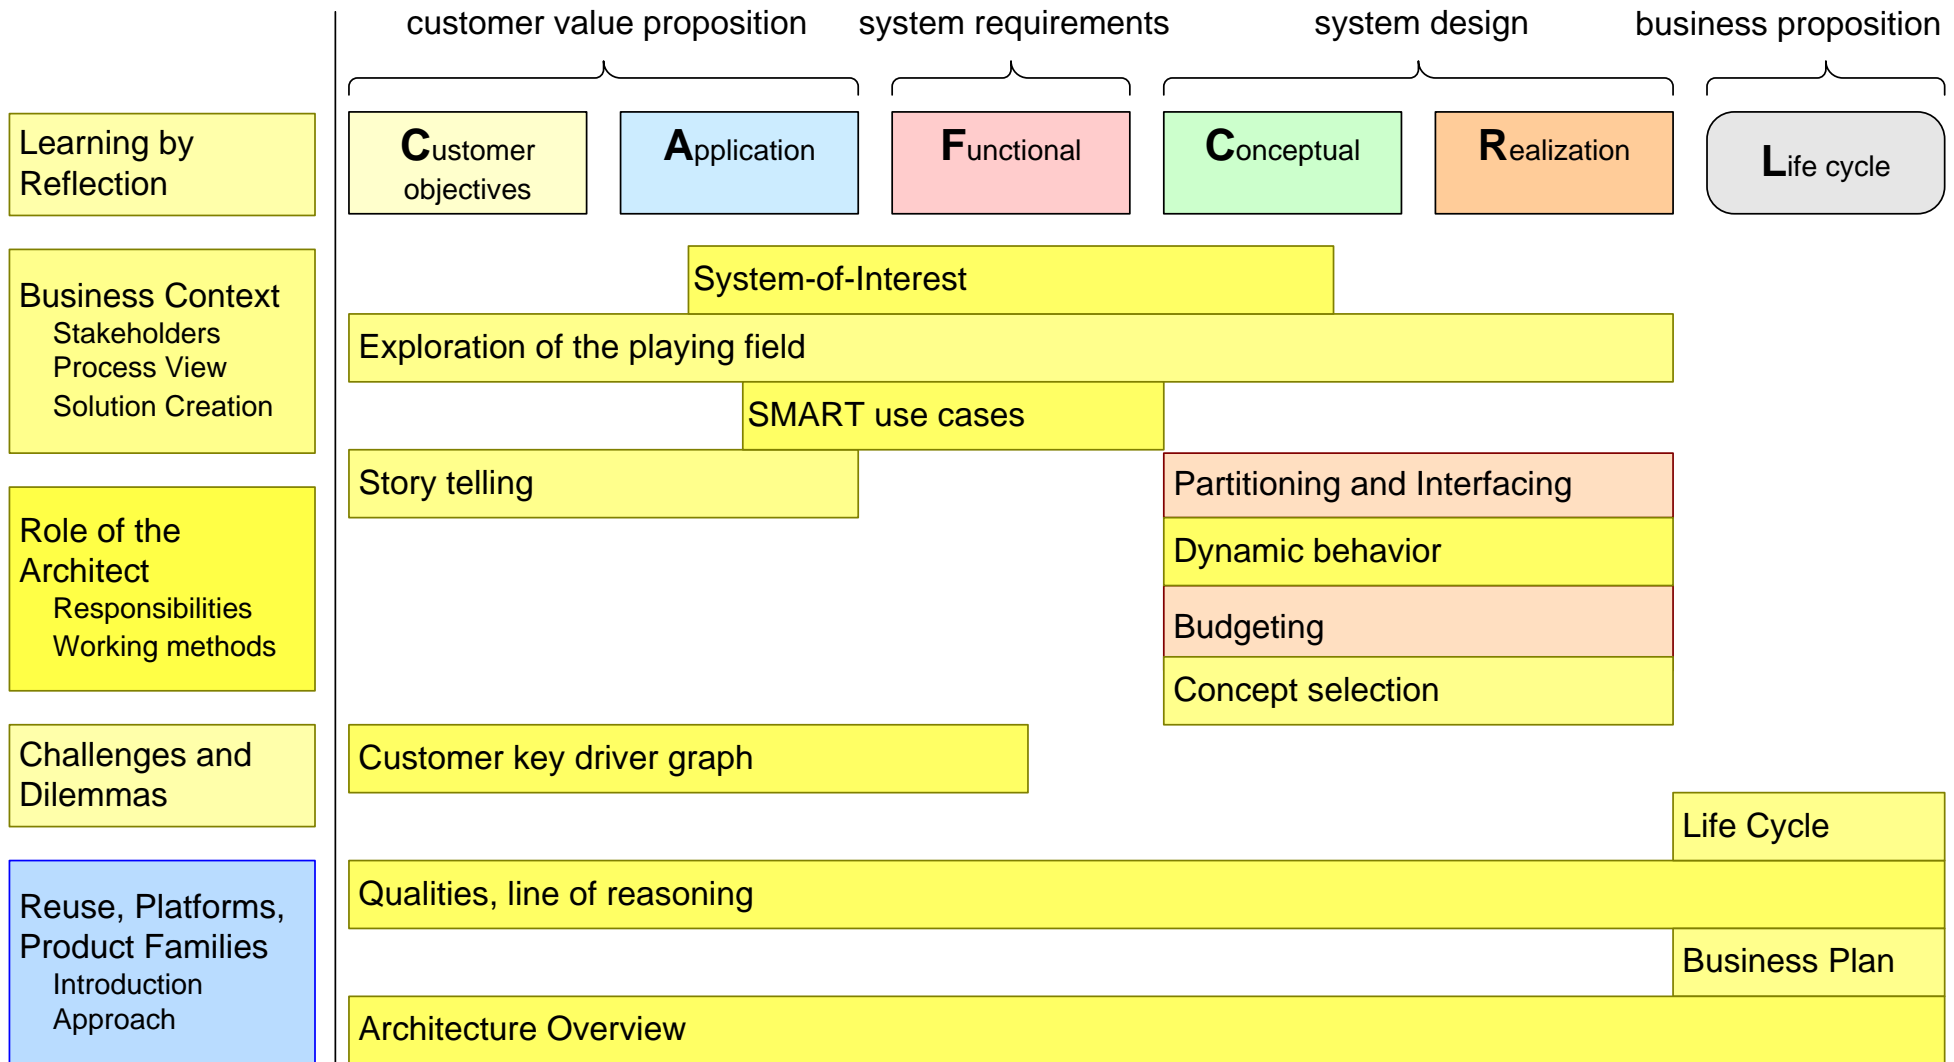 customer value proposition
system requirements
system design
business proposition
Learning by
Reflection
Customer
objectives
Application
Functional
Conceptual
Realization
Life cycle
Business Context
Stakeholders
Process View
Solution Creation
System-of-Interest
Exploration of the playing field
SMART use cases
Story telling
Partitioning and Interfacing
Role of the
Architect
Responsibilities
Working methods
Dynamic behavior
Budgeting
Concept selection
Challenges and
Dilemmas
Customer key driver graph
Life Cycle
Reuse, Platforms,
Product Families
Introduction
Approach
Qualities, line of reasoning
Business Plan
Architecture Overview